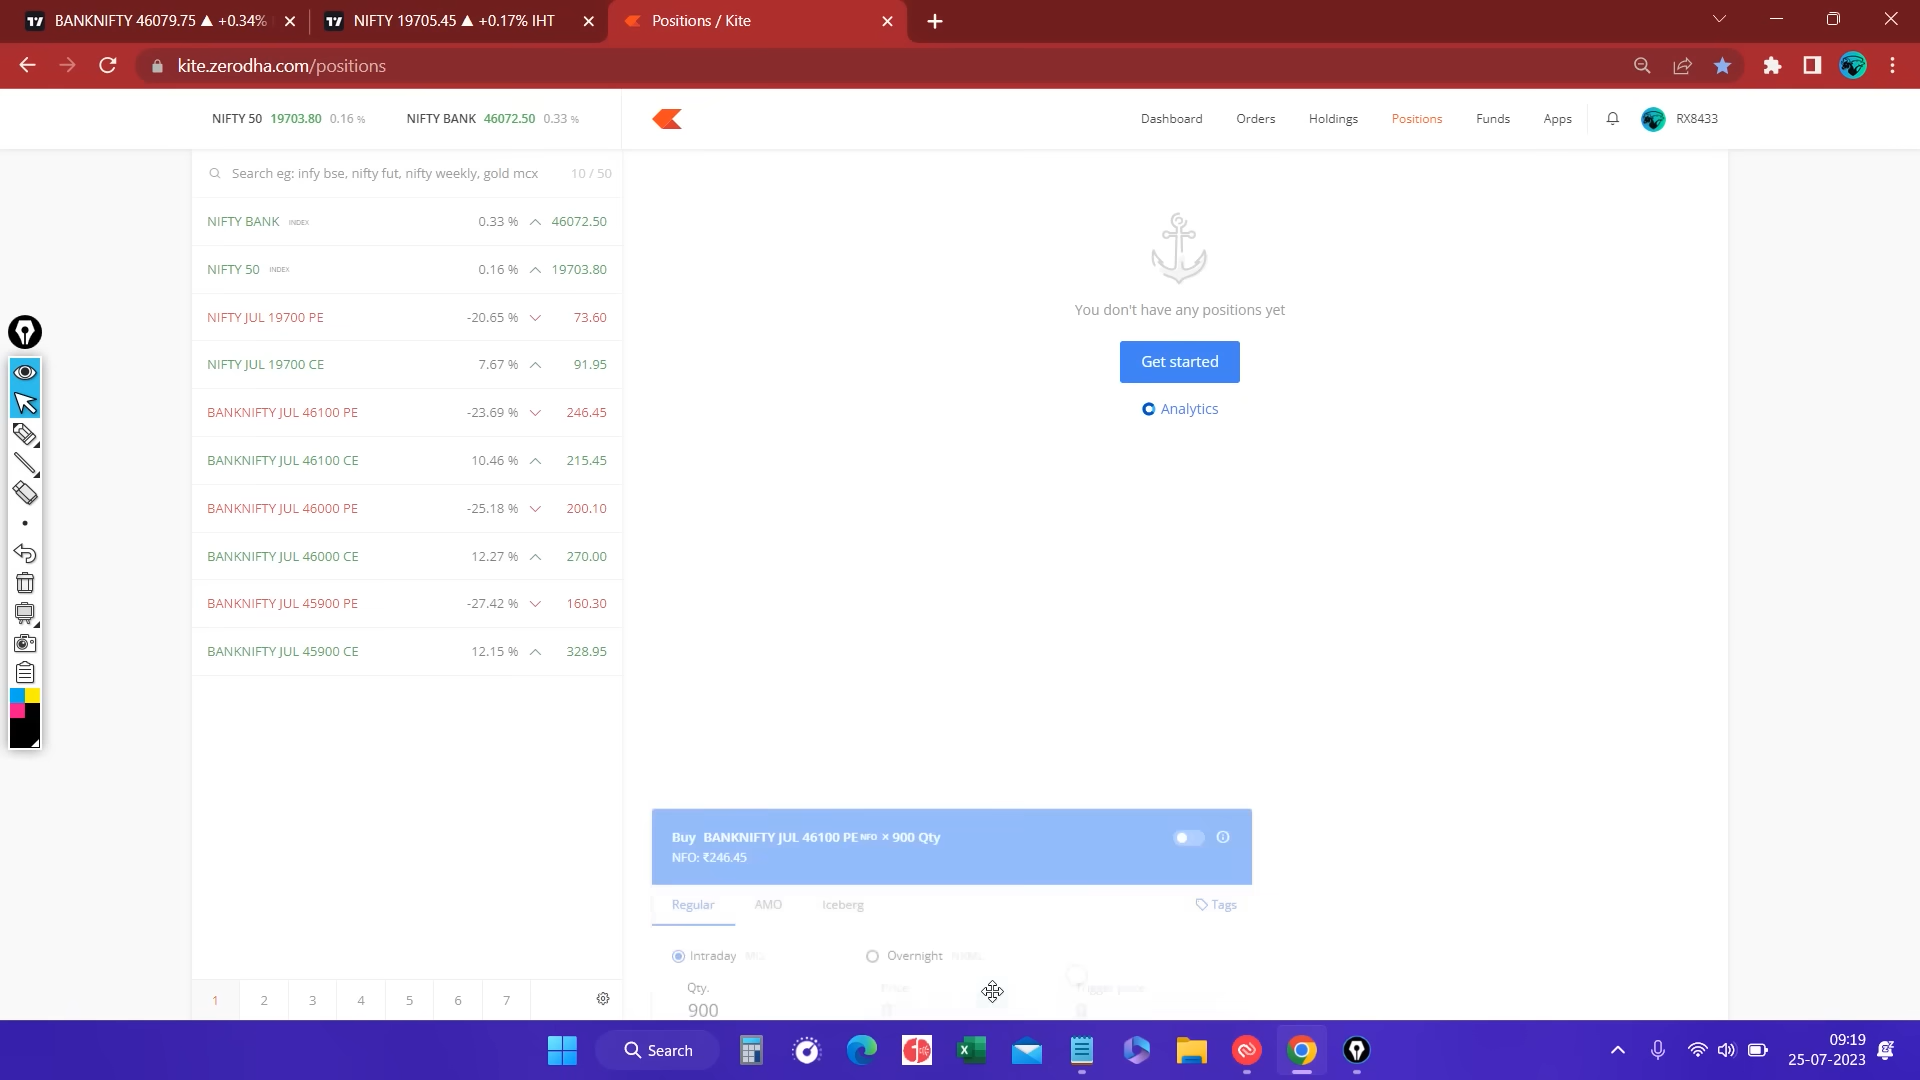 BANKNIFTY 46079.75 ▲ +0.34%
NIFTY 19705.45 ▲ +0.17% IHT
Positions / Kite
kite.zerodha.com/positions
NIFTY 50 19703.80 0.16 %
NIFTY BANK 46072.50 0.33 %
Dashboard
Orders
Holdings
Positions
Funds
Apps
RX8433
Search eg: infy bse, nifty fut, nifty weekly, gold mcx 10 / 50
NIFTY BANK INDEX 0.33 % 46072.50
NIFTY 50 INDEX 0.16 % 19703.80
NIFTY JUL 19700 PE -20.65 % 73.60
NIFTY JUL 19700 CE 7.67 % 91.95
BANKNIFTY JUL 46100 PE -23.69 % 246.45
BANKNIFTY JUL 46100 CE 10.46 % 215.45
BANKNIFTY JUL 46000 PE -25.18 % 200.10
BANKNIFTY JUL 46000 CE 12.27 % 270.00
BANKNIFTY JUL 45900 PE -27.42 % 160.30
BANKNIFTY JUL 45900 CE 12.15 % 328.95
1 2 3 4 5 6 7
You don't have any positions yet
Get started
Analytics
Buy BANKNIFTY JUL 46100 PE NFO × 900 Qty
NFO: ₹246.45
Regular AMO Iceberg Tags
Intraday Overnight
Qty. Price Trigger price
900
Search
09:19
25-07-2023